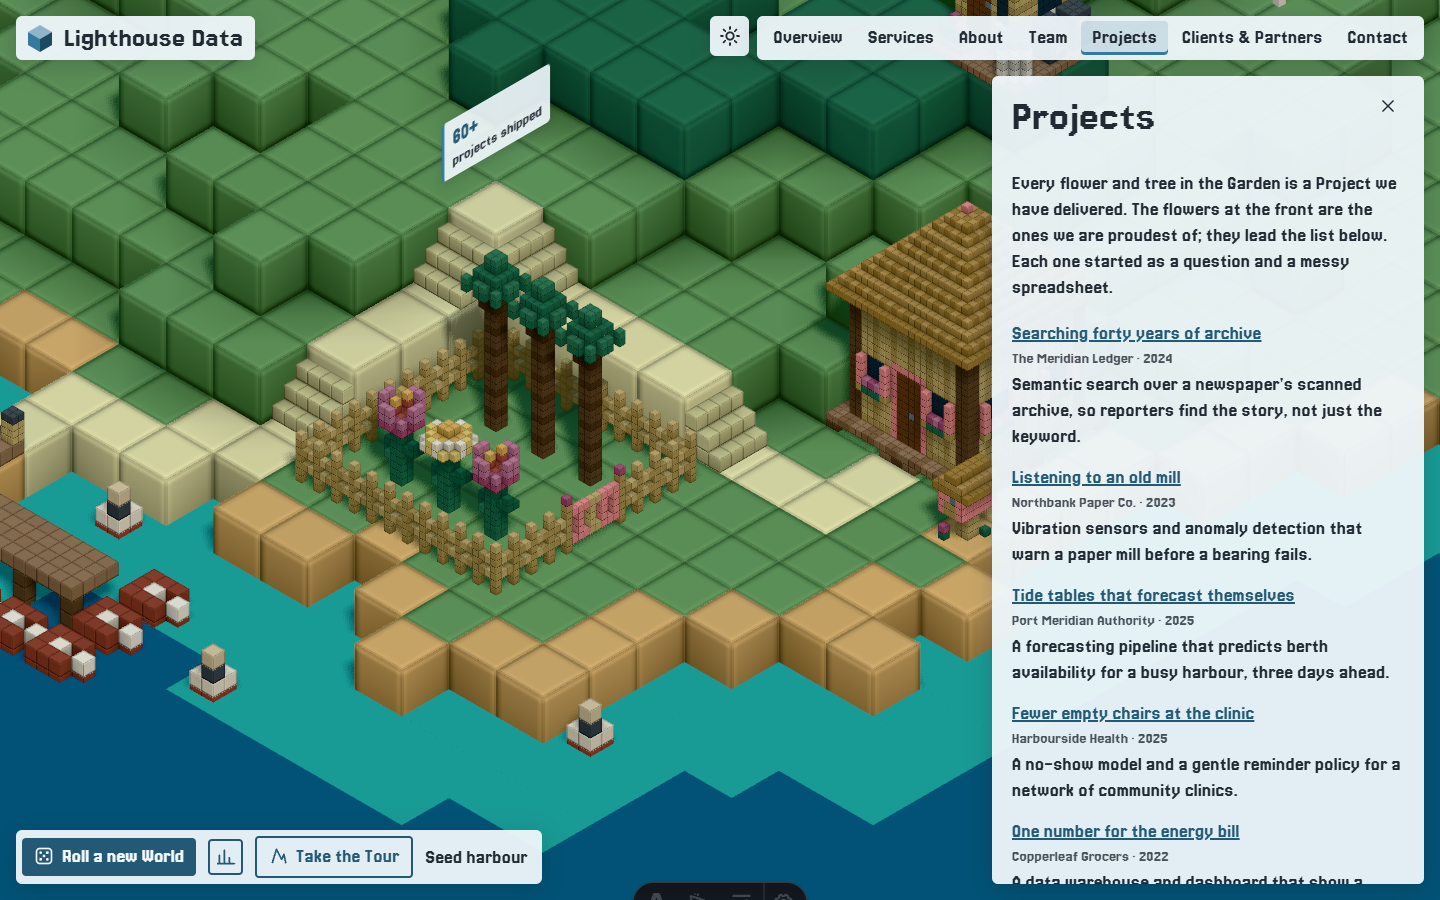 Lighthouse Data
Overview Services About Team Projects Clients & Partners Contact
60+
projects shipped
Projects
Every flower and tree in the Garden is a Project we
have delivered. The flowers at the front are the
ones we are proudest of; they lead the list below.
Each one started as a question and a messy
spreadsheet.
Searching forty years of archive
The Meridian Ledger · 2024
Semantic search over a newspaper's scanned
archive, so reporters find the story, not just the
keyword.
Listening to an old mill
Northbank Paper Co. · 2023
Vibration sensors and anomaly detection that
warn a paper mill before a bearing fails.
Tide tables that forecast themselves
Port Meridian Authority · 2025
A forecasting pipeline that predicts berth
availability for a busy harbour, three days ahead.
Fewer empty chairs at the clinic
Harbourside Health · 2025
A no-show model and a gentle reminder policy for a
network of community clinics.
One number for the energy bill
Copperleaf Grocers · 2022
A data warehouse and dashboard that show a
Roll a new World
Take the Tour
Seed harbour